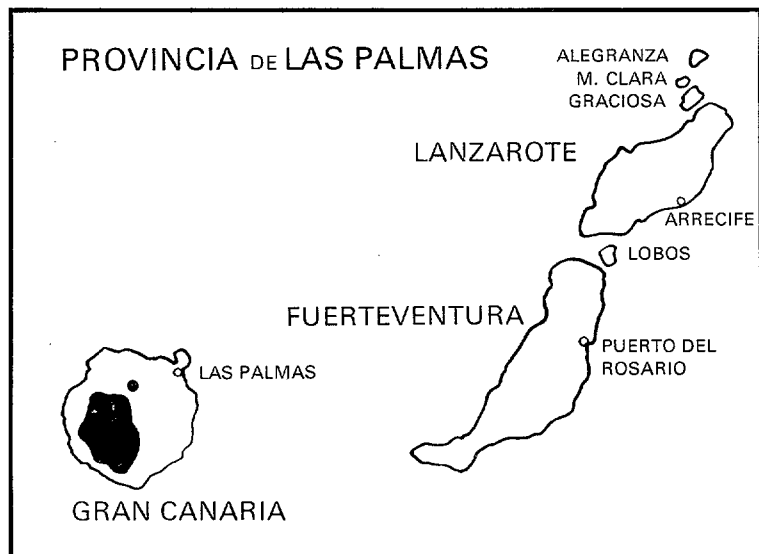 PROVINCIA DE LAS PALMAS
ALEGRANZA
M. CLARA
GRACIOSA
LANZAROTE
ARRECIFE
LOBOS
FUERTEVENTURA
PUERTO DEL
ROSARIO
LAS PALMAS
GRAN CANARIA